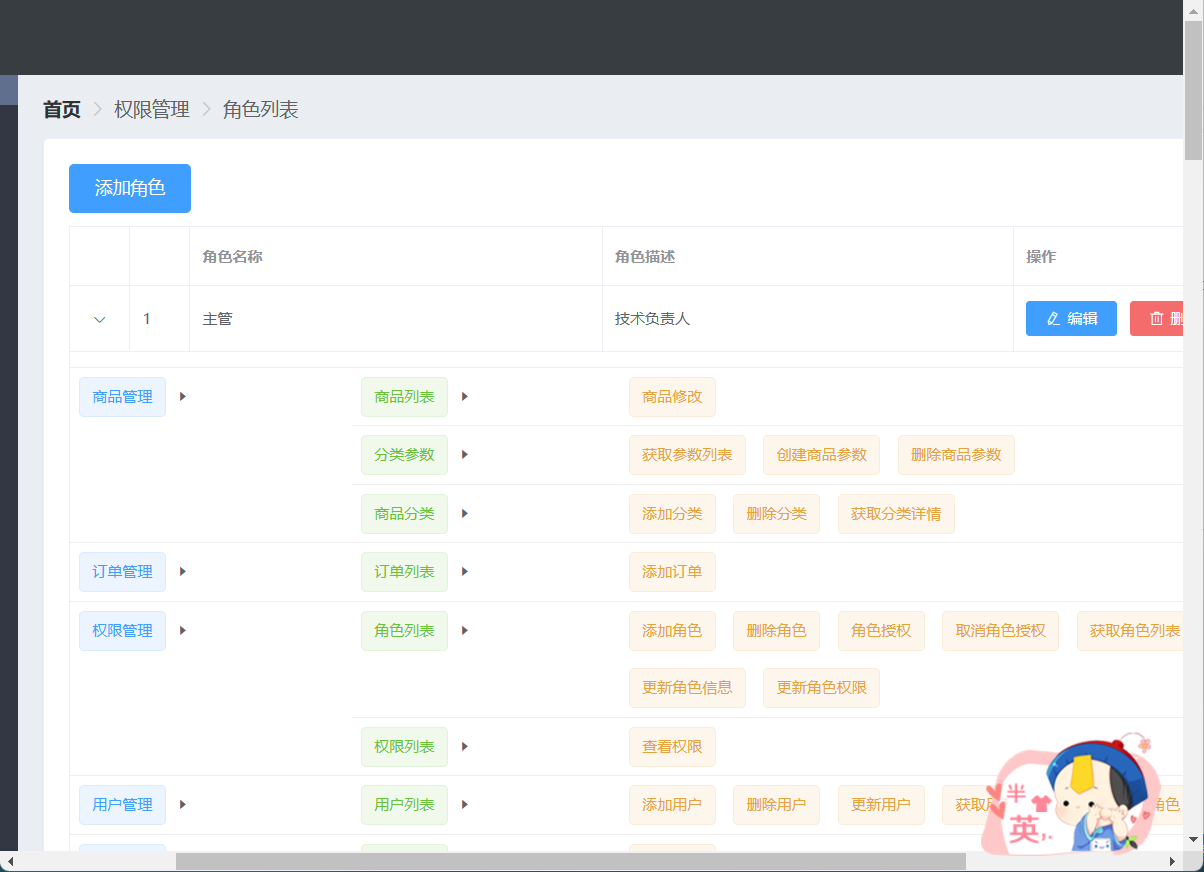 首页 权限管理 角色列表
添加角色
角色名称 角色描述 操作
1 主管 技术负责人 编辑 删
商品管理 商品列表 商品修改
分类参数 获取参数列表 创建商品参数 删除商品参数
商品分类 添加分类 删除分类 获取分类详情
订单管理 订单列表 添加订单
权限管理 角色列表 添加角色 删除角色 角色授权 取消角色授权 获取角色列表
更新角色信息 更新角色权限
权限列表 查看权限
用户管理 用户列表 添加用户 删除用户 更新用户 获取 角色
半
英